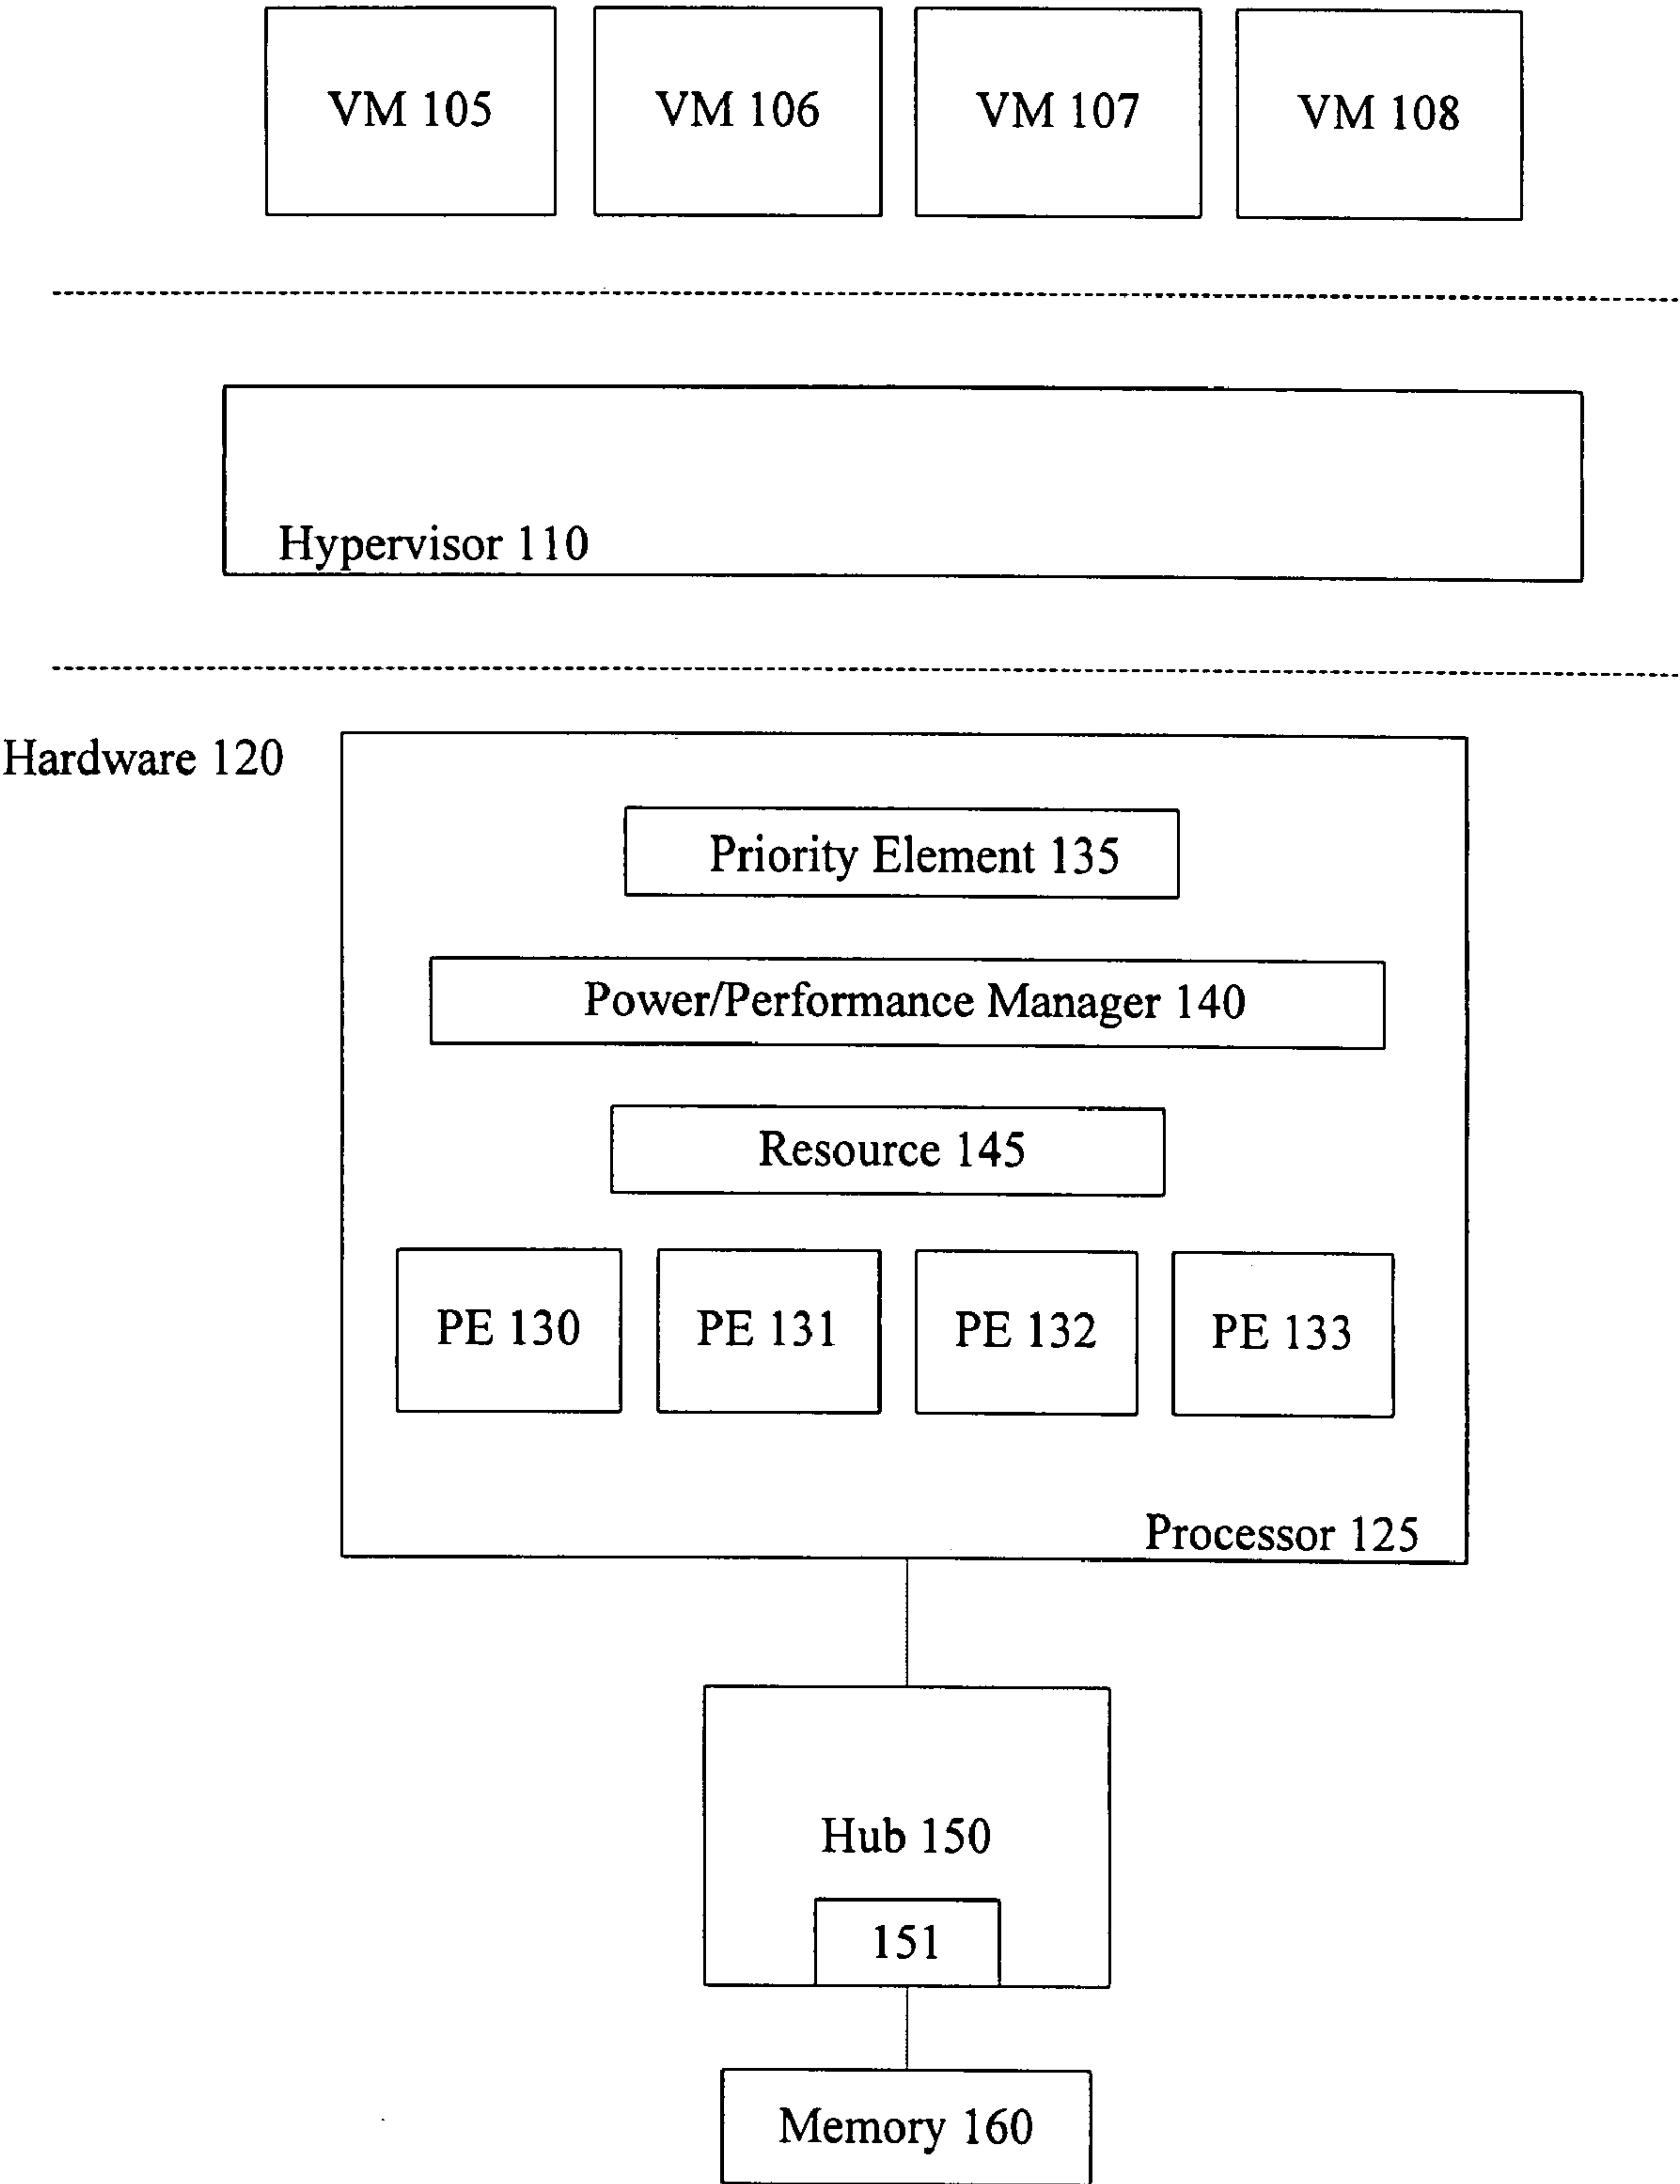 VM 105
VM 106
VM 107
VM 108
Hypervisor 110
Hardware 120
Priority Element 135
Power/Performance Manager 140
Resource 145
PE 130
PE 131
PE 132
PE 133
Processor 125
Hub 150
151
Memory 160